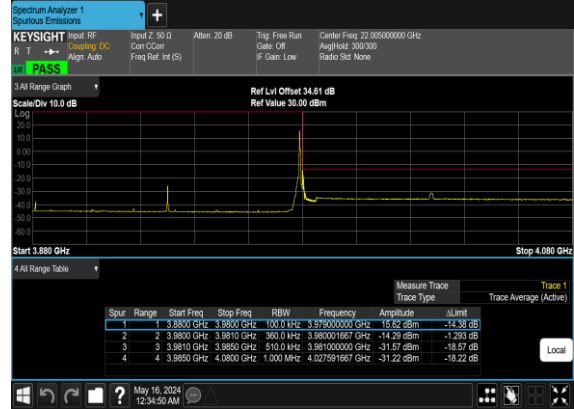 Spectrum Analyzer 1
Spurious Emissions
KEYSIGHT Input: RF Input Z: 50 Ω Atten: 20 dB Trig: Free Run Center Freq: 22.005000000 GHz
R T Coupling: DC Corr CCorr Gate: Off Avg|Hold: 300/300
Align: Auto Freq Ref: Int (S) IF Gain: Low Radio Std: None
PASS
3 All Range Graph
Ref Lvl Offset 34.61 dB
Scale/Div 10.0 dB Ref Value 30.00 dBm
Log
20.0
10.0
0.00
-10.0
-20.0
-30.0
-40.0
-50.0
-60.0
Start 3.880 GHz Stop 4.080 GHz
4 All Range Table
Measure Trace Trace 1
Trace Type Trace Average (Active)
Spur Range Start Freq Stop Freq RBW Frequency Amplitude ΔLimit
1 1 3.8800 GHz 3.9800 GHz 100.0 kHz 3.979000000 GHz 15.62 dBm -14.38 dB
2 2 3.9800 GHz 3.9810 GHz 360.0 kHz 3.980001667 GHz -14.29 dBm -1.293 dB
3 3 3.9810 GHz 3.9850 GHz 510.0 kHz 3.981000000 GHz -31.57 dBm -18.57 dB
4 4 3.9850 GHz 4.0800 GHz 1.000 MHz 4.027591667 GHz -31.22 dBm -18.22 dB
Local
? May 16, 2024
12:34:50 AM